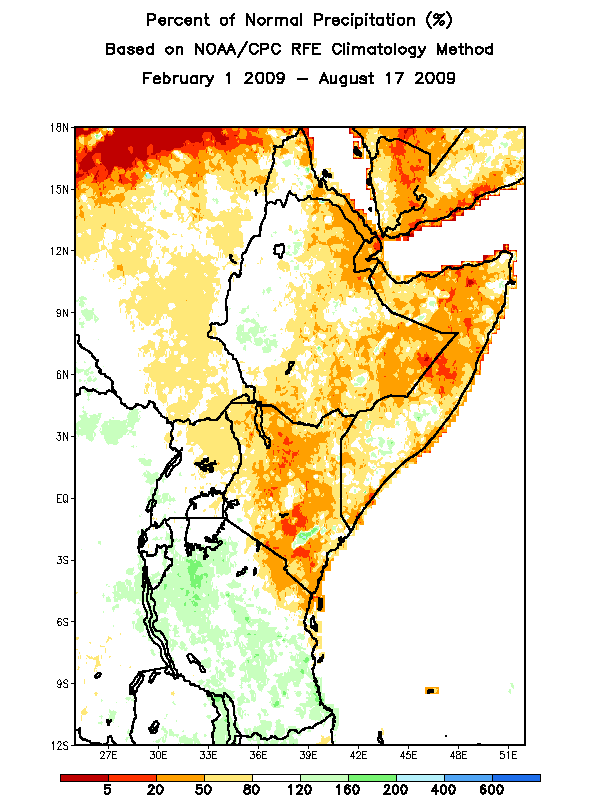 Percent of Normal Precipitation (%)
Based on NOAA/CPC RFE Climatology Method
February 1 2009 – August 17 2009
18N
15N
12N
9N
6N
3N
EQ
3S
6S
9S
12S
27E 30E 33E 36E 39E 42E 45E 48E 51E
5 20 50 80 120 160 200 400 600